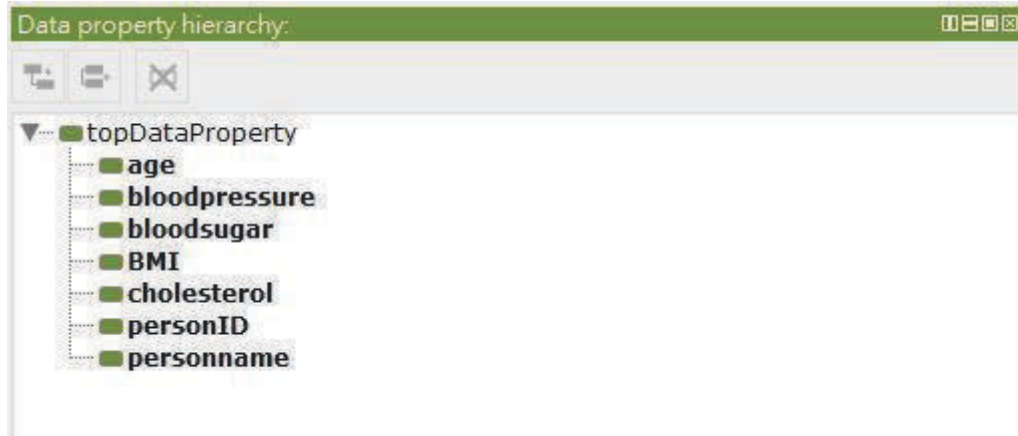 Data property hierarchy:
topDataProperty
age
bloodpressure
bloodsugar
BMI
cholesterol
personID
personname